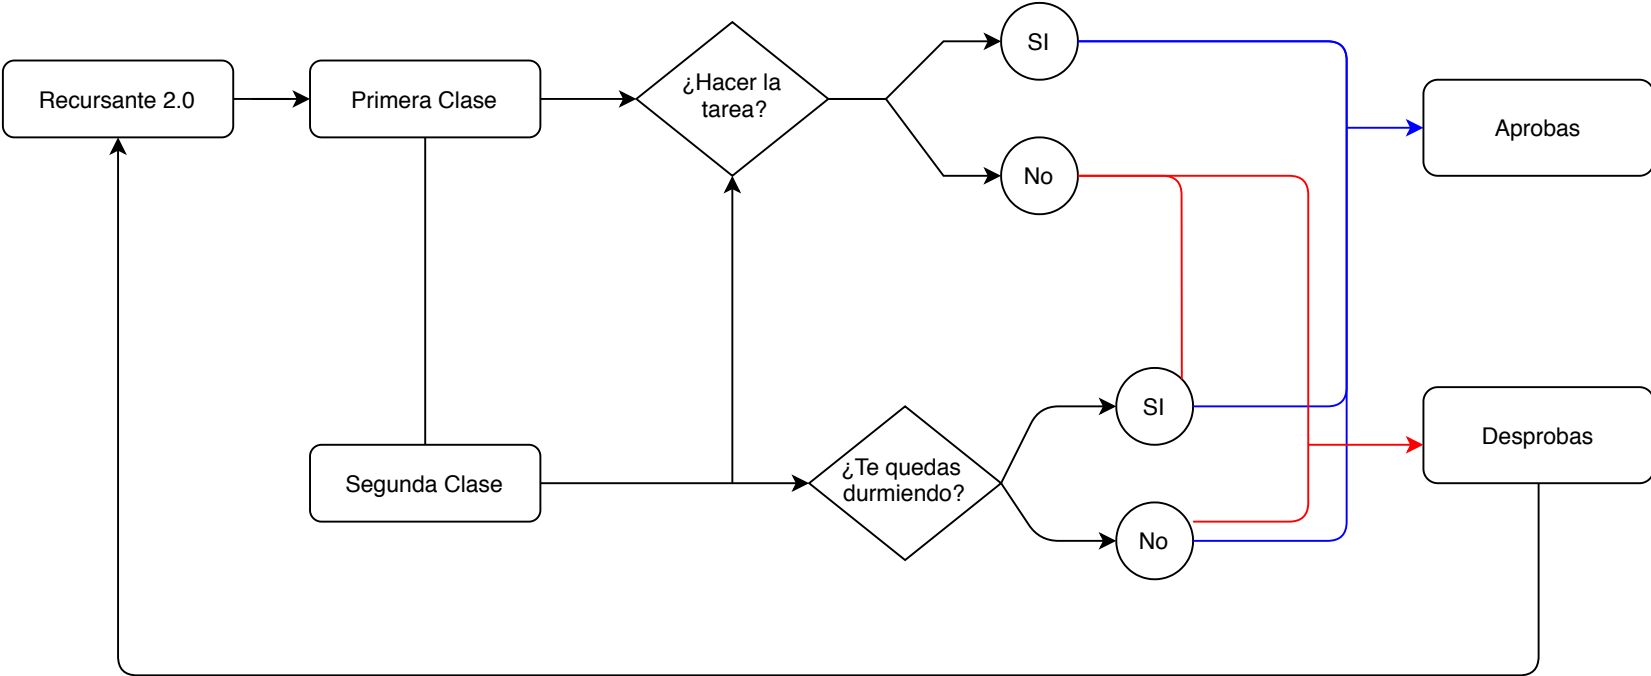 Recursante 2.0
Primera Clase
¿Hacer la
tarea?
SI
No
Aprobas
Segunda Clase
¿Te quedas
durmiendo?
SI
No
Desprobas